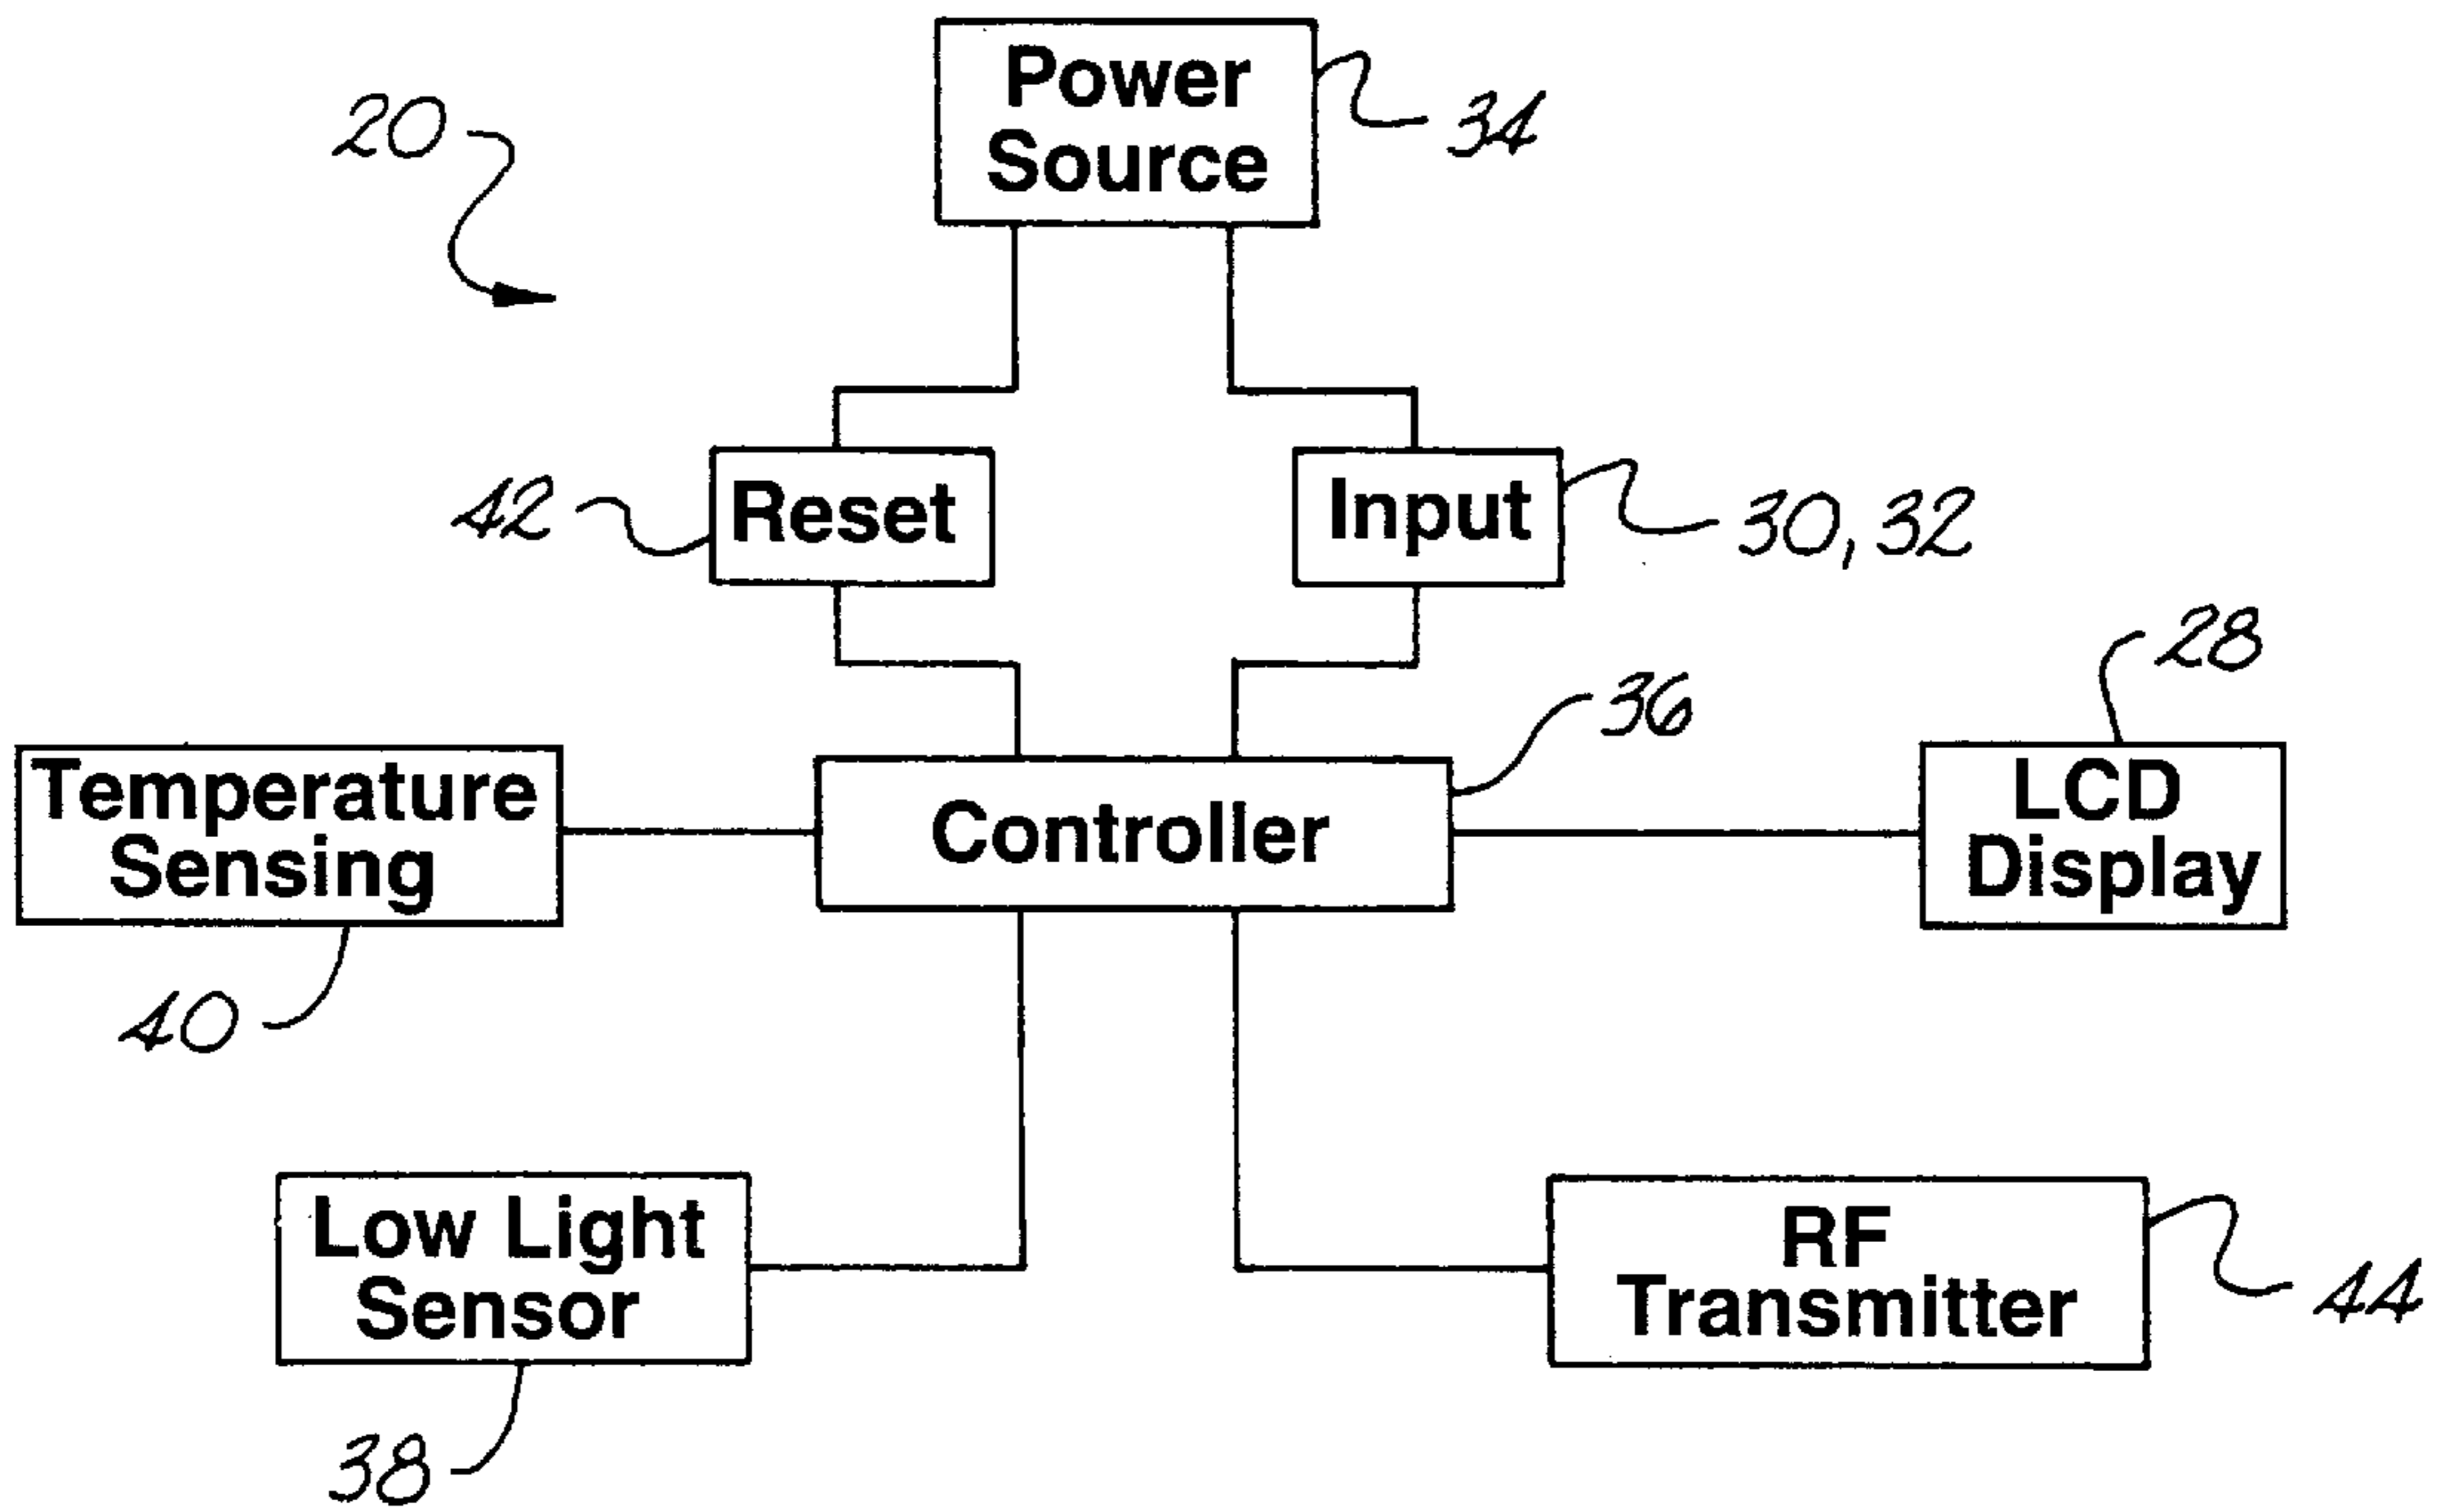 Power
Source
34
20
42
Reset
Input
30, 32
28
36
Temperature
Sensing
Controller
LCD
Display
40
Low Light
Sensor
RF
Transmitter
44
38